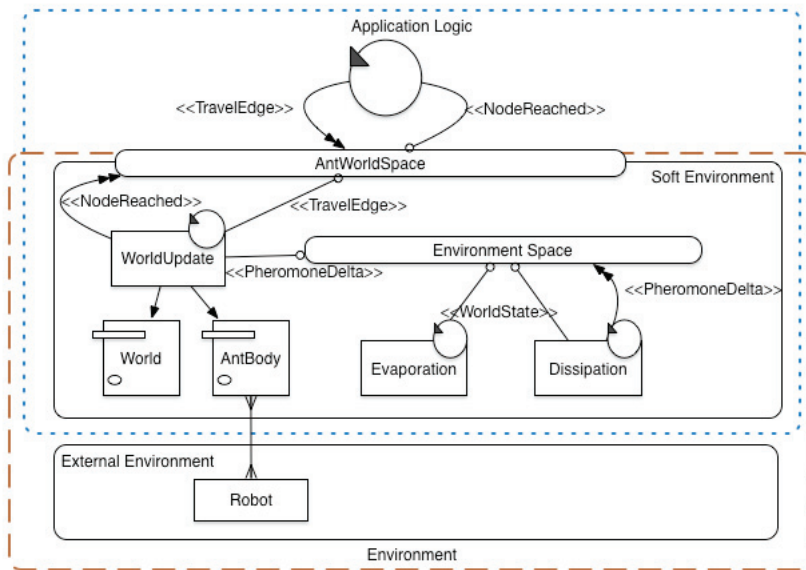 Application Logic
<<TravelEdge>>
<<NodeReached>>
AntWorldSpace
Soft Environment
<<NodeReached>>
<<TravelEdge>>
WorldUpdate
Environment Space
<<PheromoneDelta>>
<<PheromoneDelta>>
<<WorldState>>
World
AntBody
Evaporation
Dissipation
External Environment
Robot
Environment